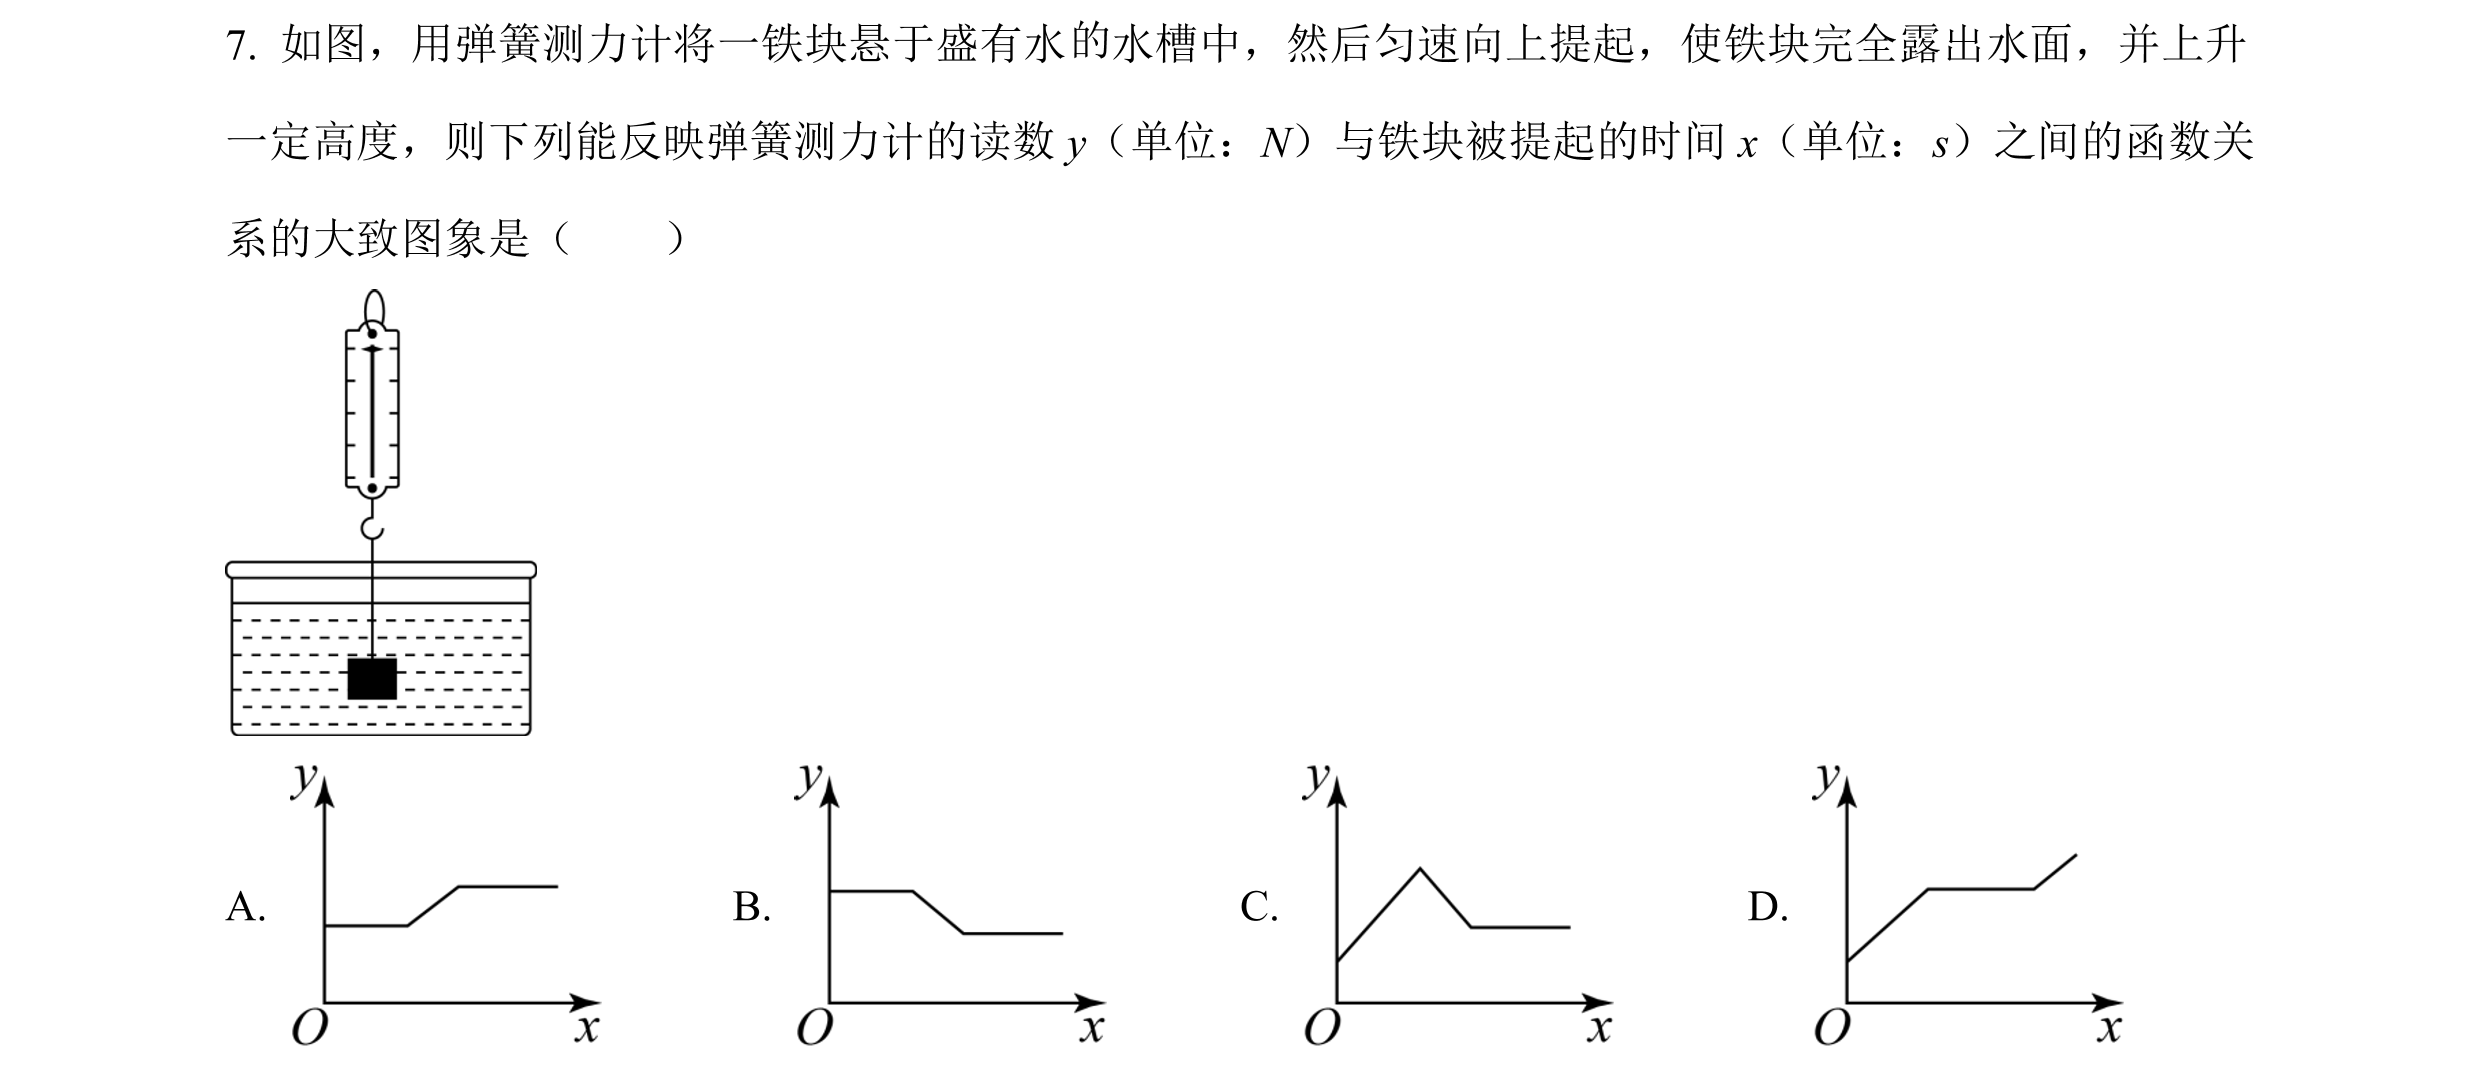 7. 如图，用弹簧测力计将一铁块悬于盛有水的水槽中，然后匀速向上提起，使铁块完全露出水面，并上升
一定高度，则下列能反映弹簧测力计的读数 y（单位：N）与铁块被提起的时间 x（单位：s）之间的函数关
系的大致图象是（　　）
y y y y
A. B. C. D.
O x O x O x O x